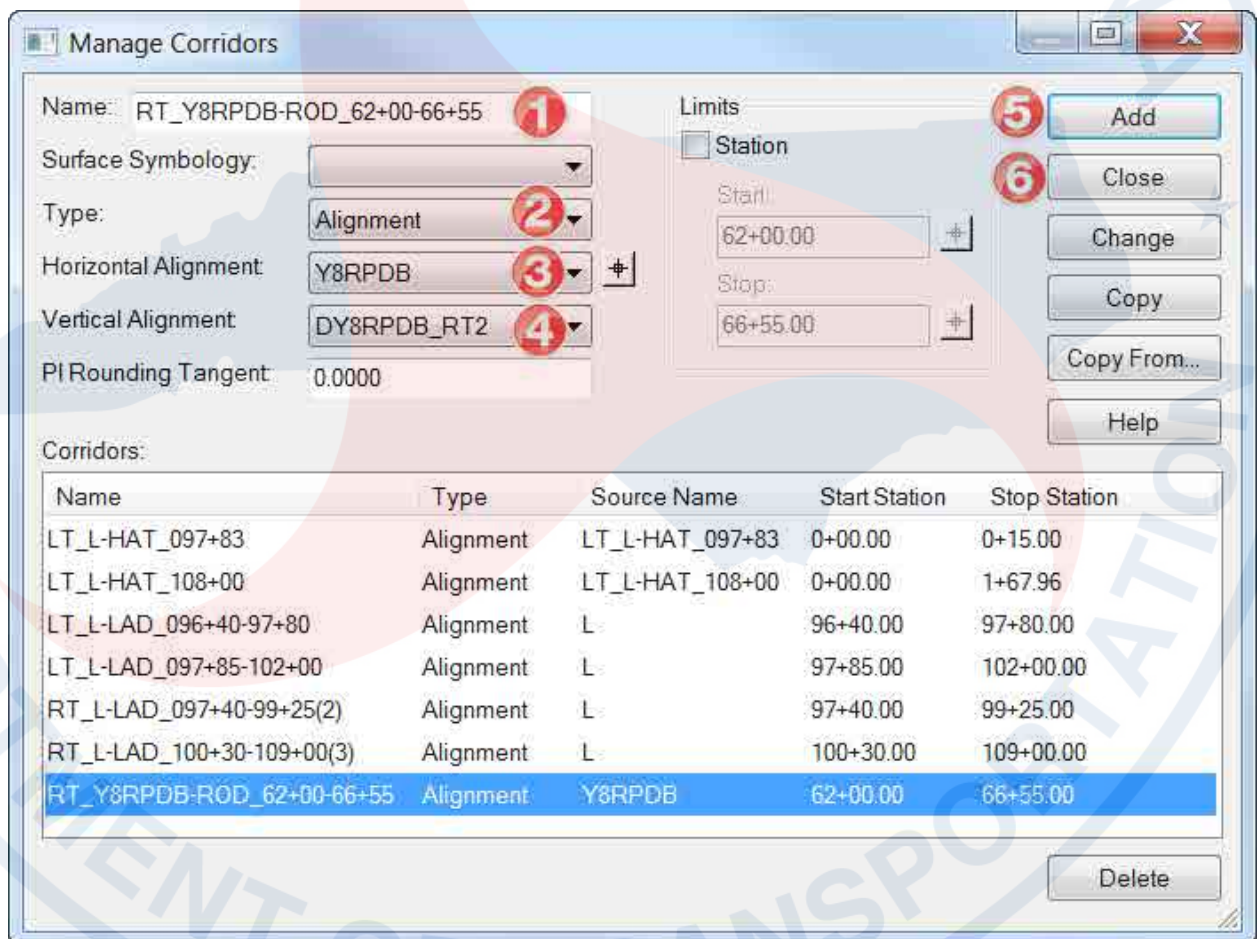 Manage Corridors
Name: RT_Y8RPDB-ROD_62+00-66+55 1
Surface Symbology:
Type: Alignment 2
Horizontal Alignment: Y8RPDB 3
Vertical Alignment: DY8RPDB_RT2 4
PI Rounding Tangent: 0.0000
Limits
Station
Start:
62+00.00
Stop:
66+55.00
5 Add
6 Close
Change
Copy
Copy From...
Help
Corridors:
Name Type Source Name Start Station Stop Station
LT_L-HAT_097+83 Alignment LT_L-HAT_097+83 0+00.00 0+15.00
LT_L-HAT_108+00 Alignment LT_L-HAT_108+00 0+00.00 1+67.96
LT_L-LAD_096+40-97+80 Alignment L 96+40.00 97+80.00
LT_L-LAD_097+85-102+00 Alignment L 97+85.00 102+00.00
RT_L-LAD_097+40-99+25(2) Alignment L 97+40.00 99+25.00
RT_L-LAD_100+30-109+00(3) Alignment L 100+30.00 109+00.00
RT_Y8RPDB-ROD_62+00-66+55 Alignment Y8RPDB 62+00.00 66+55.00
Delete
TRANSPORTATION